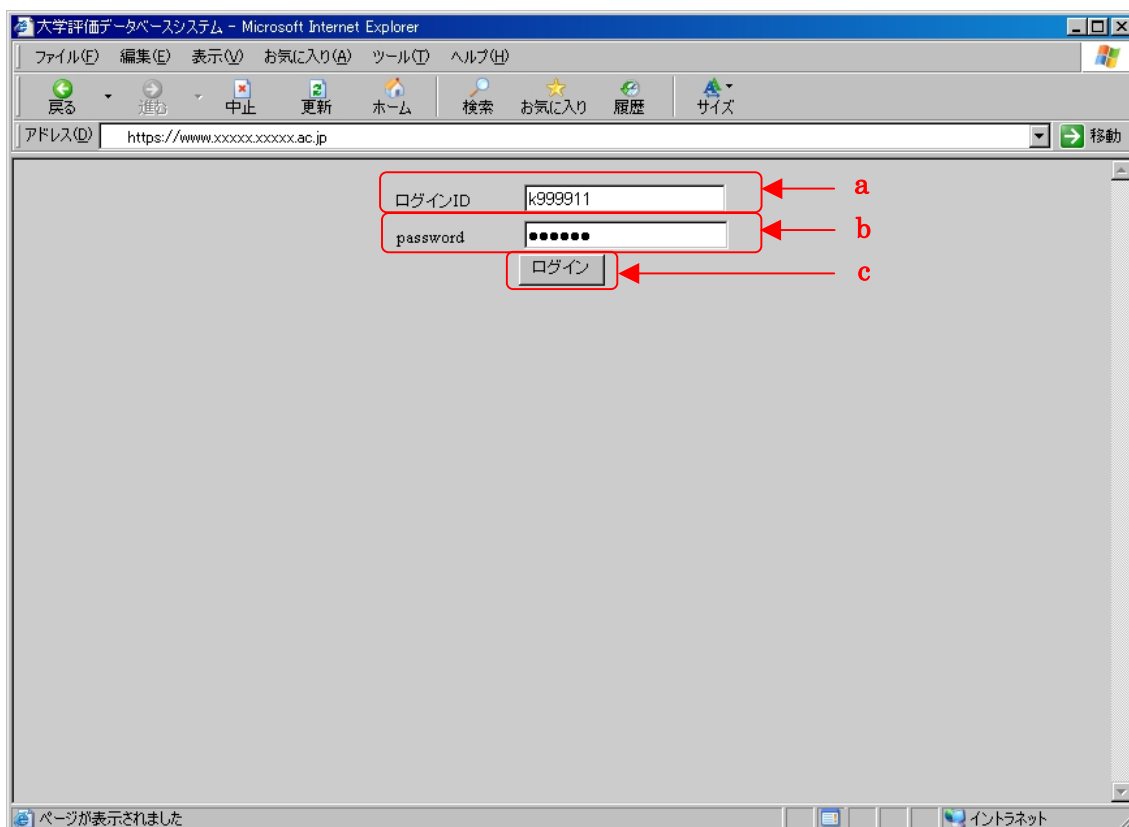 大学評価データベースシステム - Microsoft Internet Explorer
ファイル(F) 編集(E) 表示(V) お気に入り(A) ツール(T) ヘルプ(H)
戻る 進む 中止 更新 ホーム 検索 お気に入り 履歴 サイズ
アドレス(D) https://www.xxxxx.xxxxx.ac.jp 移動
ログインID k999911 a
password ●●●●●● b
ログイン c
ページが表示されました イントラネット